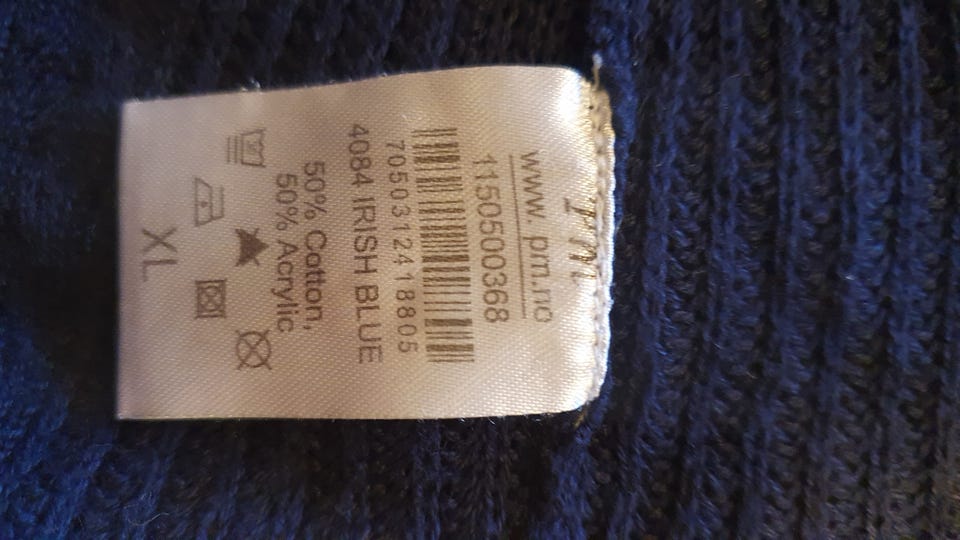 www. pm.no
1150500368
7050312418805
4084 IRISH BLUE
50% Cotton,
50% Acrylic
XL